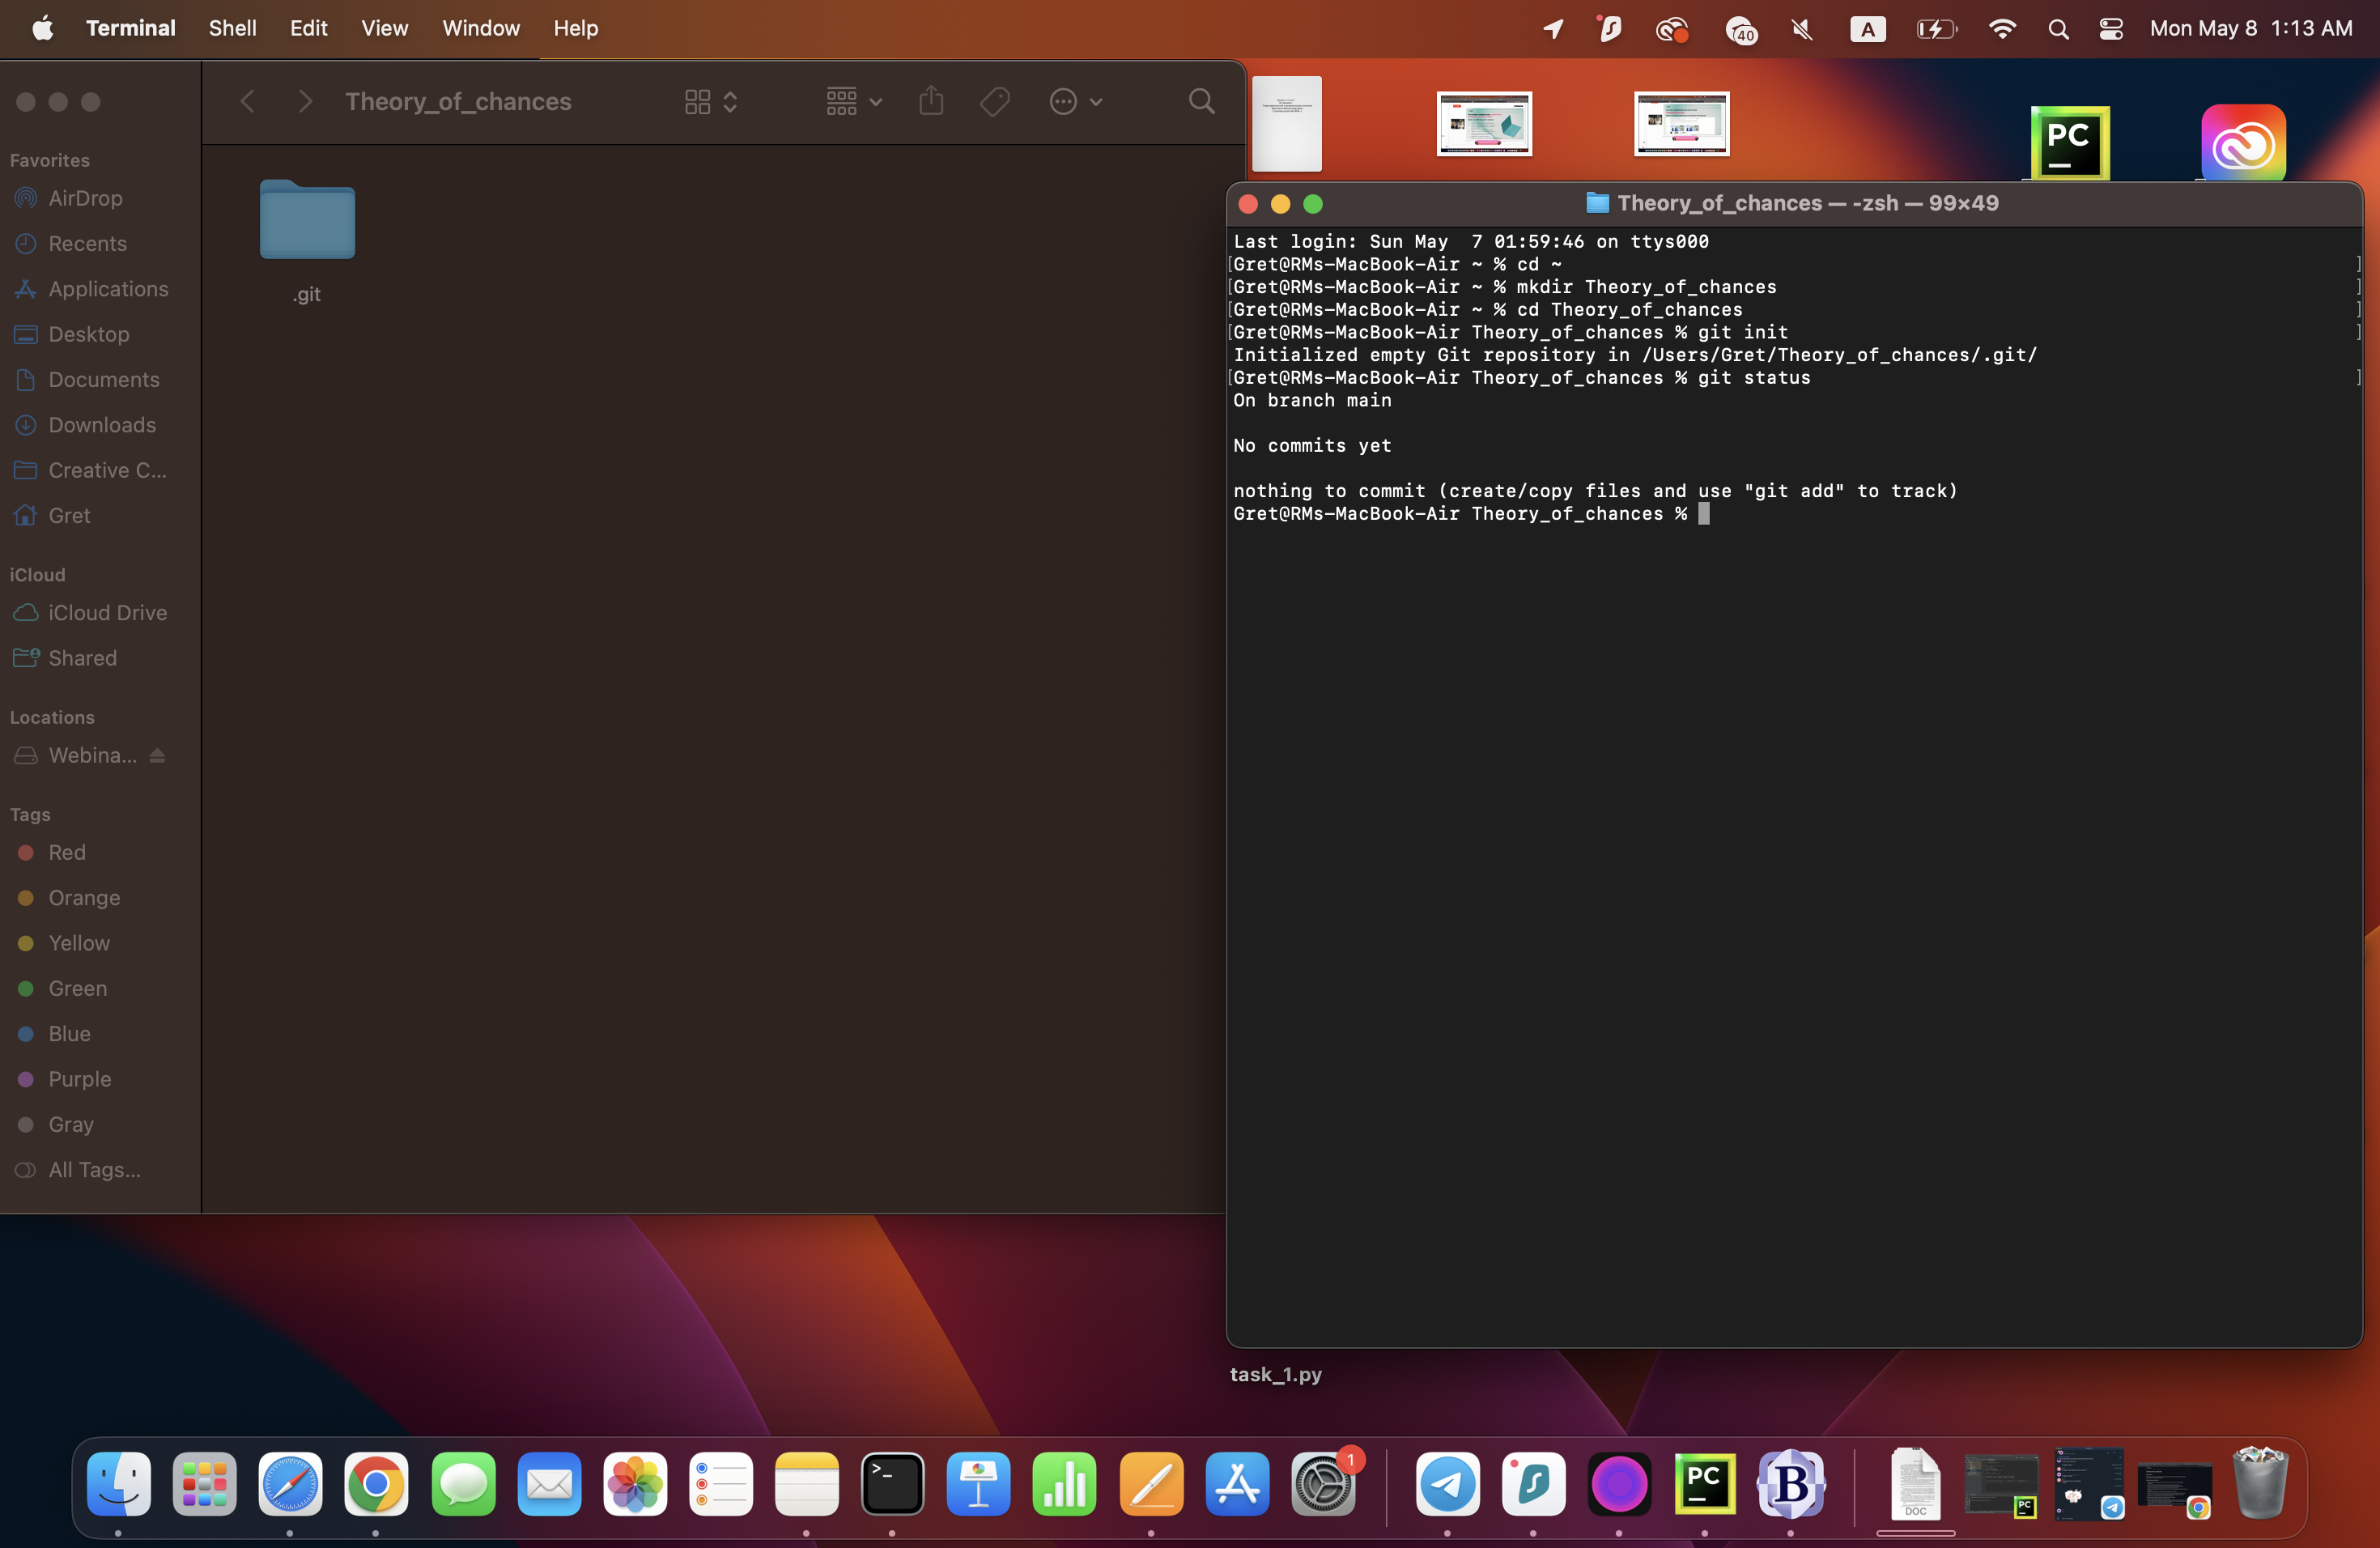 Terminal Shell Edit View Window Help
40
A
Mon May 8 1:13 AM
Theory_of_chances
Favorites
AirDrop
Recents
Applications
Desktop
Documents
Downloads
Creative C...
Gret
iCloud
iCloud Drive
Shared
Locations
Webina...
Tags
Red
Orange
Yellow
Green
Blue
Purple
Gray
All Tags...
.git
PC
Theory_of_chances — -zsh — 99×49
Last login: Sun May  7 01:59:46 on ttys000
[Gret@RMs-MacBook-Air ~ % cd ~ ]
[Gret@RMs-MacBook-Air ~ % mkdir Theory_of_chances ]
[Gret@RMs-MacBook-Air ~ % cd Theory_of_chances ]
[Gret@RMs-MacBook-Air Theory_of_chances % git init ]
Initialized empty Git repository in /Users/Gret/Theory_of_chances/.git/
[Gret@RMs-MacBook-Air Theory_of_chances % git status ]
On branch main
No commits yet
nothing to commit (create/copy files and use "git add" to track)
Gret@RMs-MacBook-Air Theory_of_chances %
task_1.py
>_
1
PC
B
DOC
PC